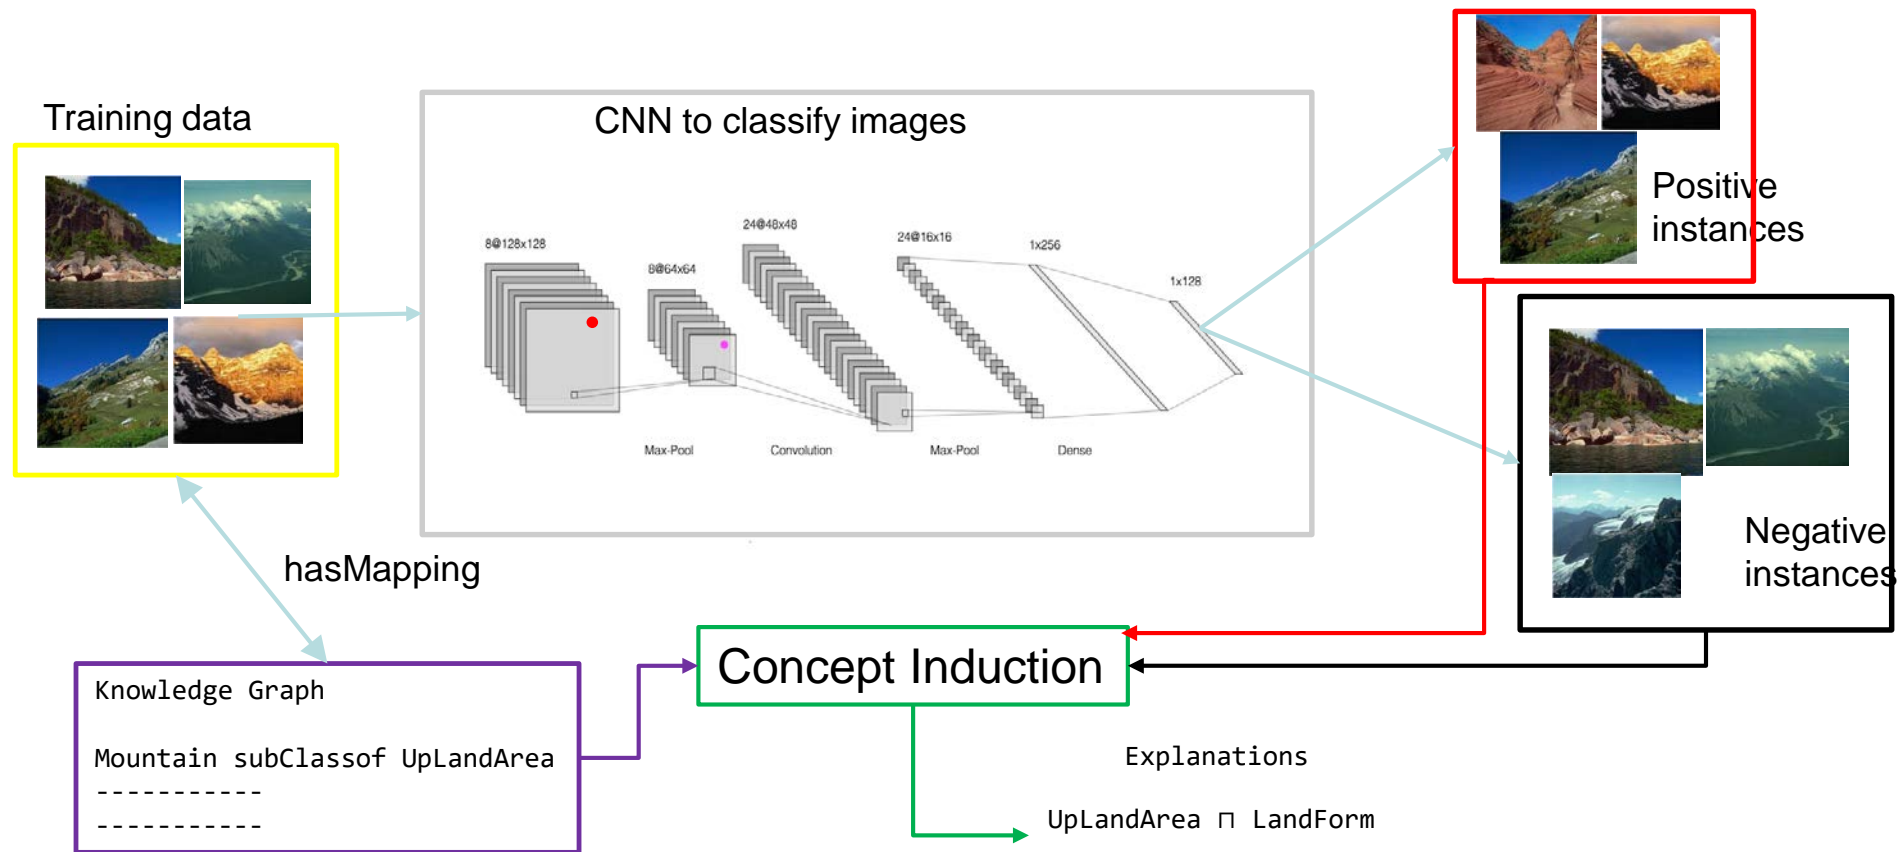 Training data
CNN to classify images
8@128x128
8@64x64
24@48x48
24@16x16
1x256
1x128
Max-Pool
Convolution
Max-Pool
Dense
Positive
instances
Negative
instances
hasMapping
Knowledge Graph
Mountain subClassof UpLandArea
-----------
-----------
Concept Induction
Explanations
UpLandArea ⊓ LandForm